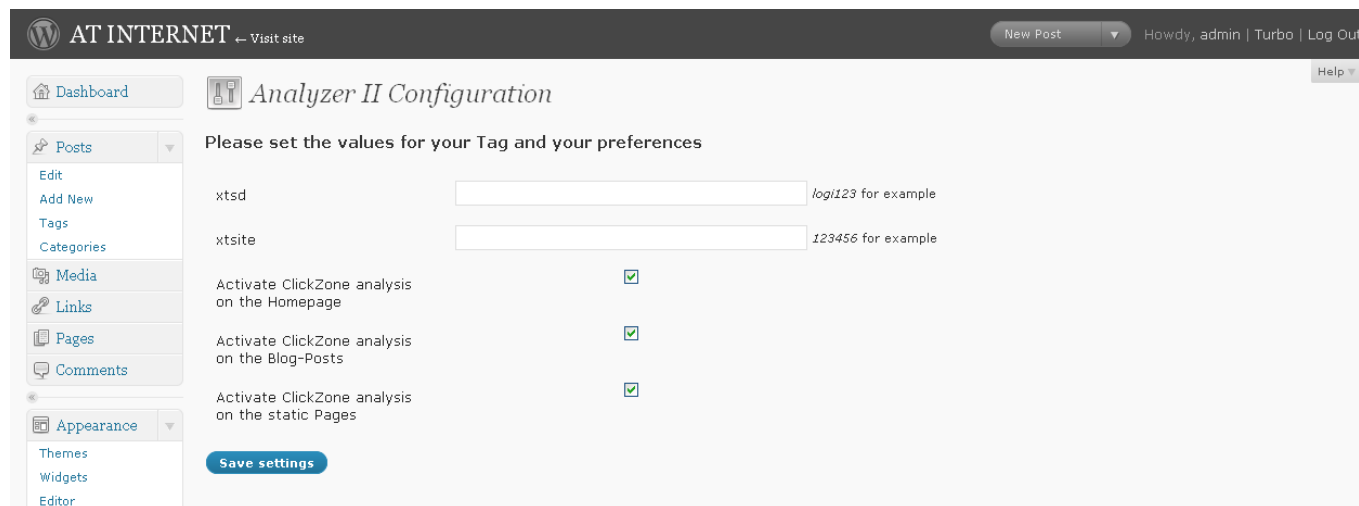 AT INTERNET ← Visit site
New Post
Howdy, admin | Turbo | Log Out
Help
Dashboard
Analyzer II Configuration
Posts
Edit
Add New
Tags
Categories
Media
Links
Pages
Comments
Appearance
Themes
Widgets
Editor
Please set the values for your Tag and your preferences
xtsd
logi123 for example
xtsite
123456 for example
Activate ClickZone analysis
on the Homepage
Activate ClickZone analysis
on the Blog-Posts
Activate ClickZone analysis
on the static Pages
Save settings